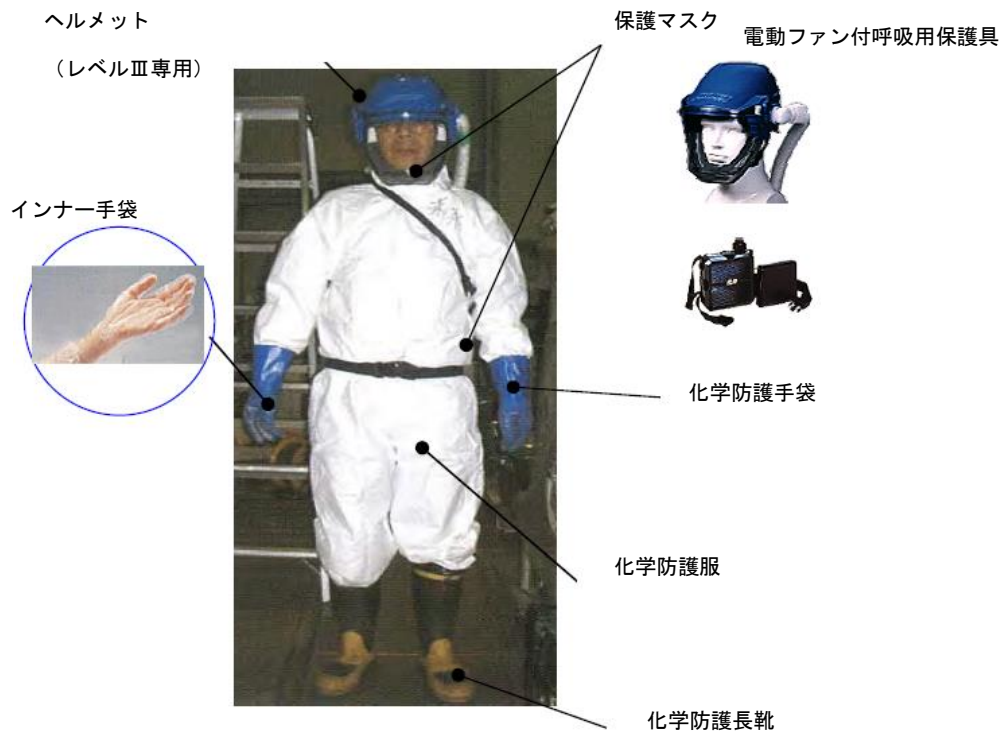 ヘルメット
（レベルⅢ専用）
保護マスク
電動ファン付呼吸用保護具
インナー手袋
化学防護手袋
化学防護服
化学防護長靴